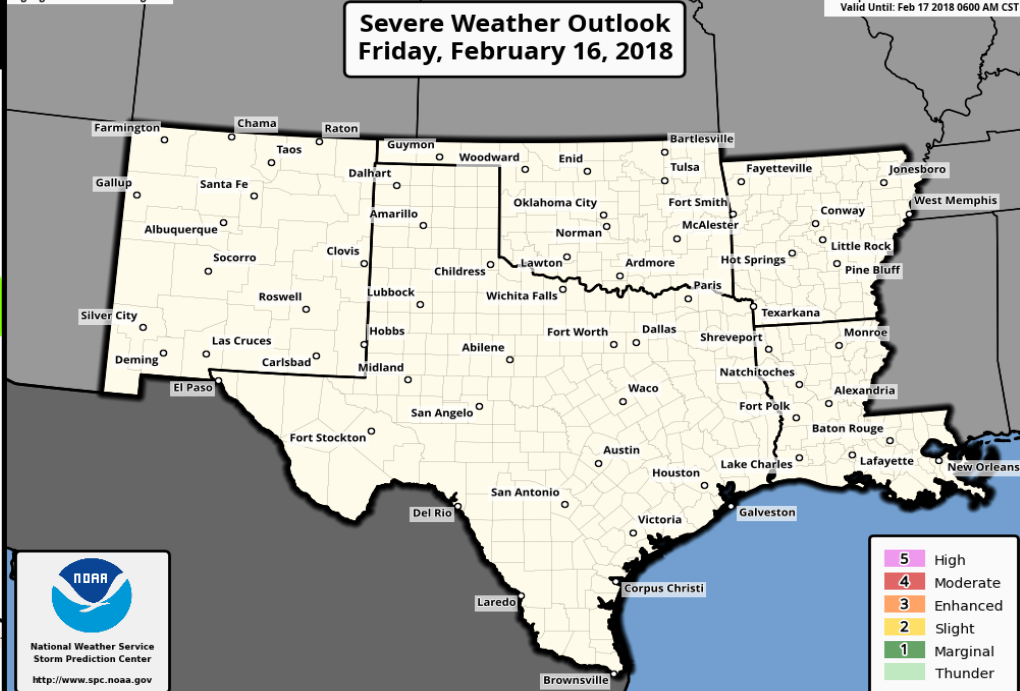 Valid Until: Feb 17 2018 0600 AM CST
Severe Weather Outlook
Friday, February 16, 2018
Farmington
Chama
Raton
Taos
Guymon
Woodward
Enid
Bartlesville
Tulsa
Fayetteville
Jonesboro
Gallup
Santa Fe
Dalhart
Oklahoma City
Fort Smith
West Memphis
Albuquerque
Amarillo
Norman
McAlester
Conway
Little Rock
Socorro
Clovis
Childress
Lawton
Ardmore
Hot Springs
Pine Bluff
Roswell
Lubbock
Wichita Falls
Paris
Texarkana
Silver City
Las Cruces
Hobbs
Fort Worth
Dallas
Shreveport
Monroe
Deming
Carlsbad
Midland
Abilene
Natchitoches
El Paso
San Angelo
Waco
Fort Polk
Alexandria
Fort Stockton
Austin
Baton Rouge
Houston
Lake Charles
Lafayette
New Orleans
San Antonio
Del Rio
Galveston
Victoria
Laredo
Corpus Christi
Brownsville
NOAA
National Weather Service
Storm Prediction Center
http://www.spc.noaa.gov
5 High
4 Moderate
3 Enhanced
2 Slight
1 Marginal
Thunder